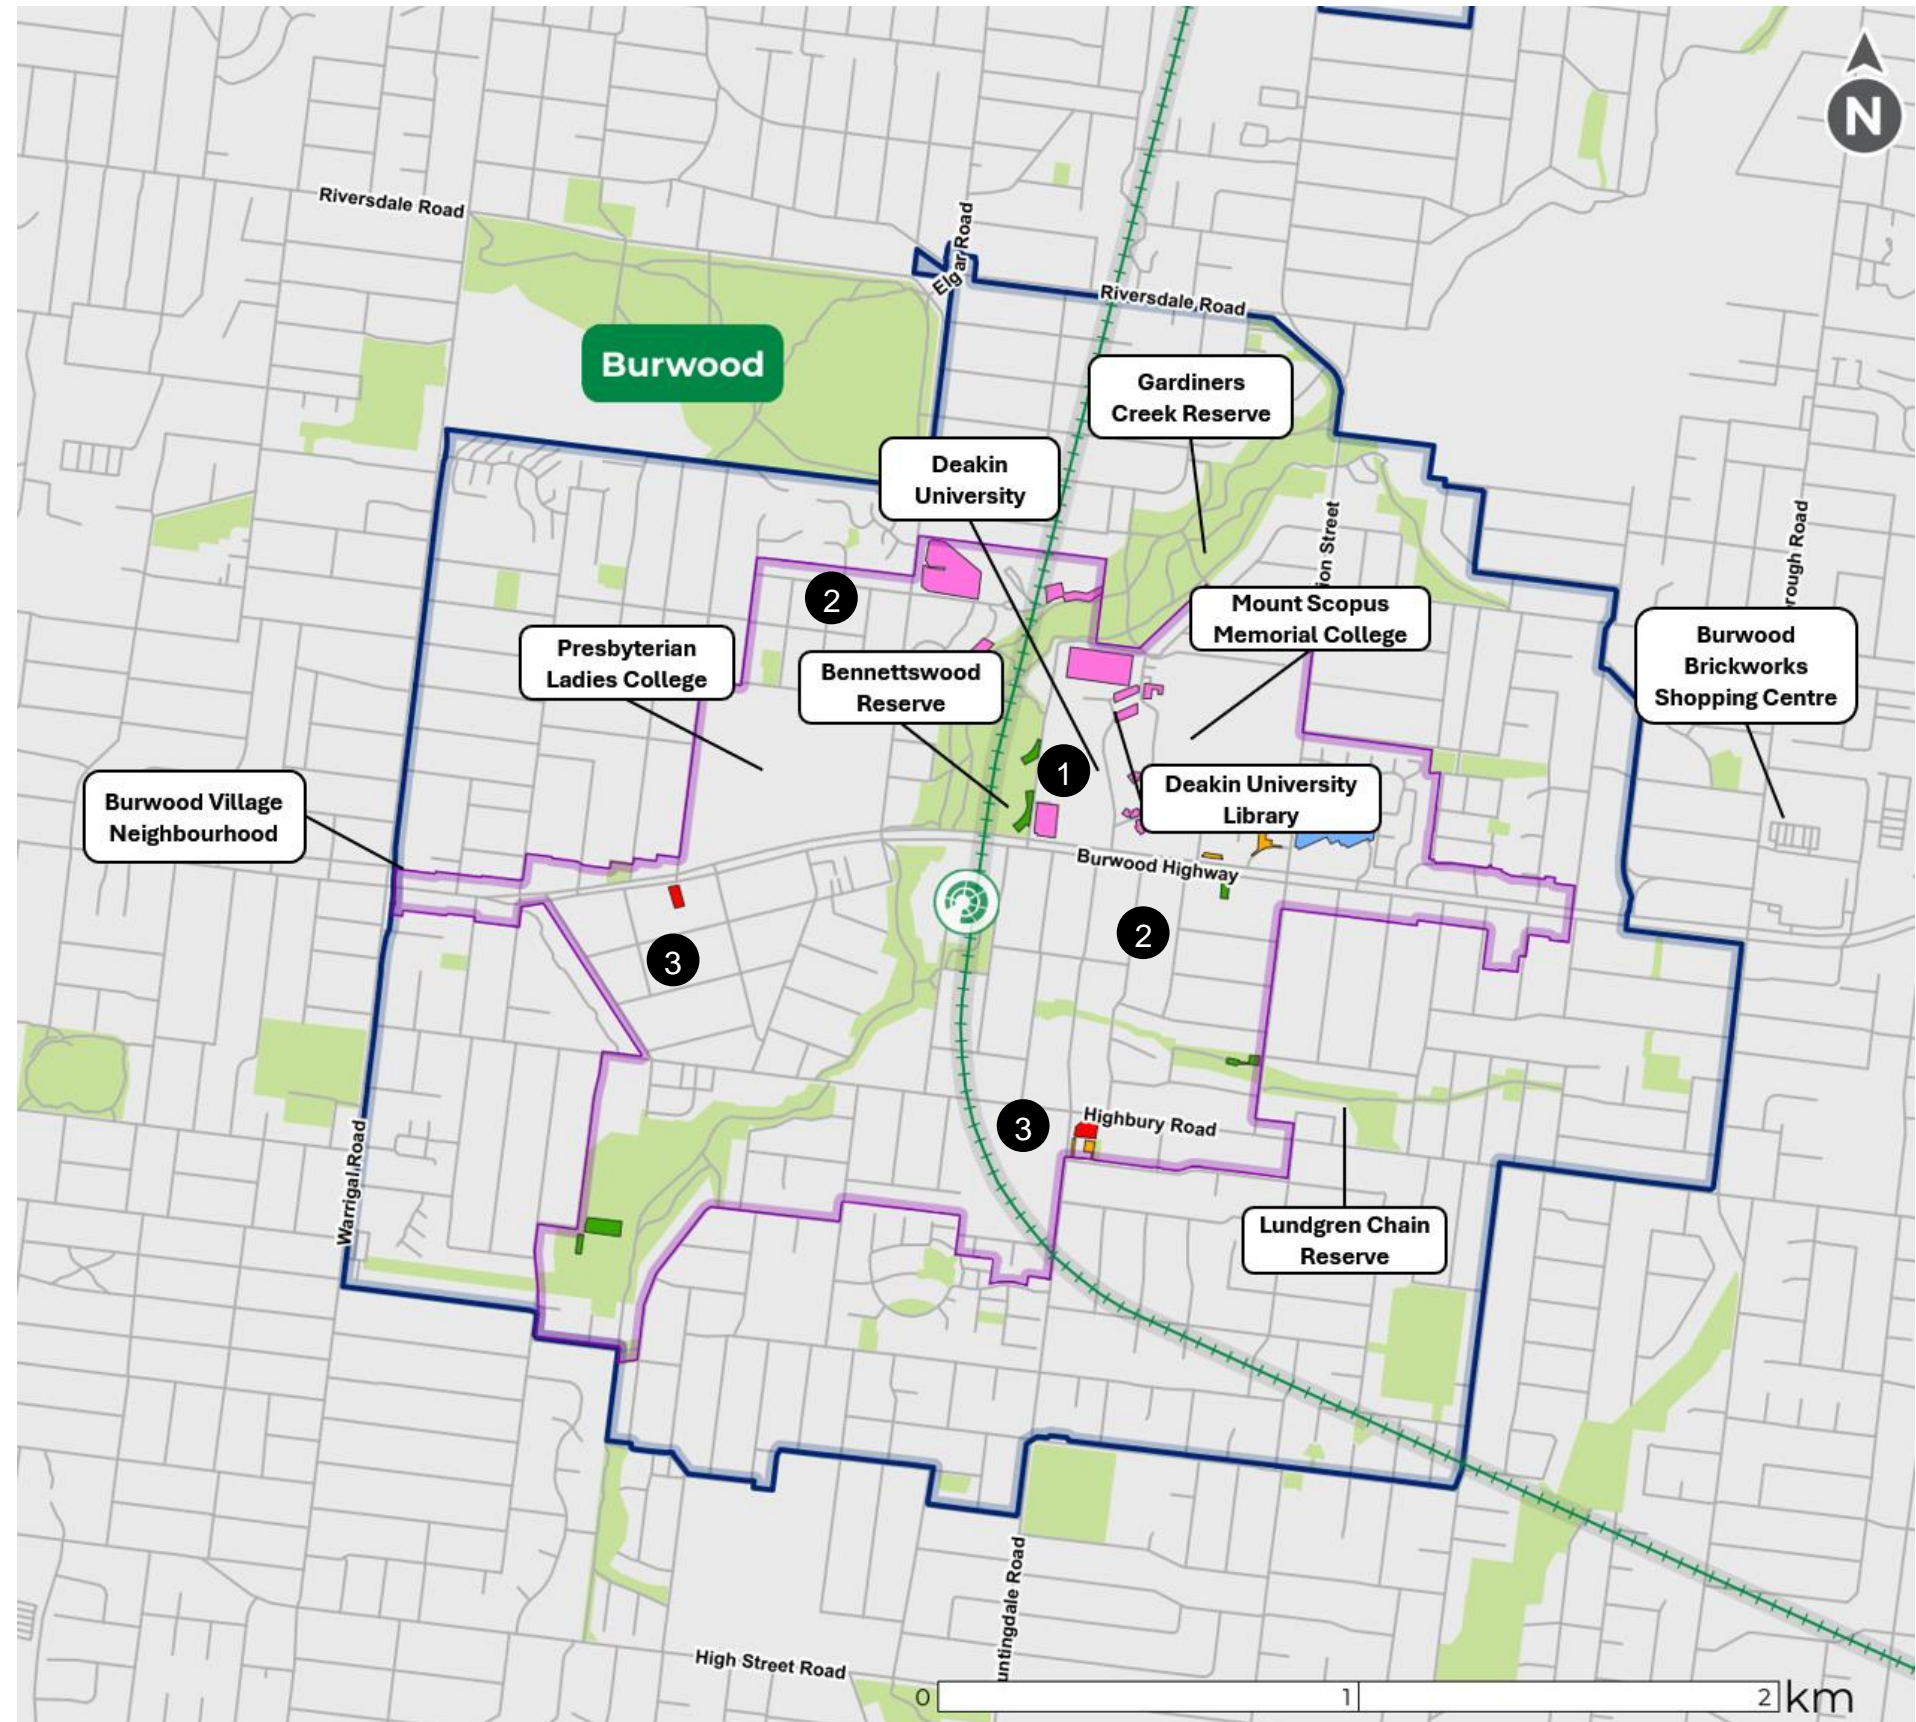 N
Riversdale Road
Elgar Road
Riversdale Road
Burwood
Gardiners
Creek Reserve
Deakin
University
ion Street
rough Road
2
Mount Scopus
Memorial College
Burwood
Brickworks
Shopping Centre
Presbyterian
Ladies College
Bennettswood
Reserve
1
Deakin University
Library
Burwood Village
Neighbourhood
Burwood Highway
2
3
3
Highbury Road
Warrigal Road
Lundgren Chain
Reserve
untingdale Road
High Street Road
0
1
2
km